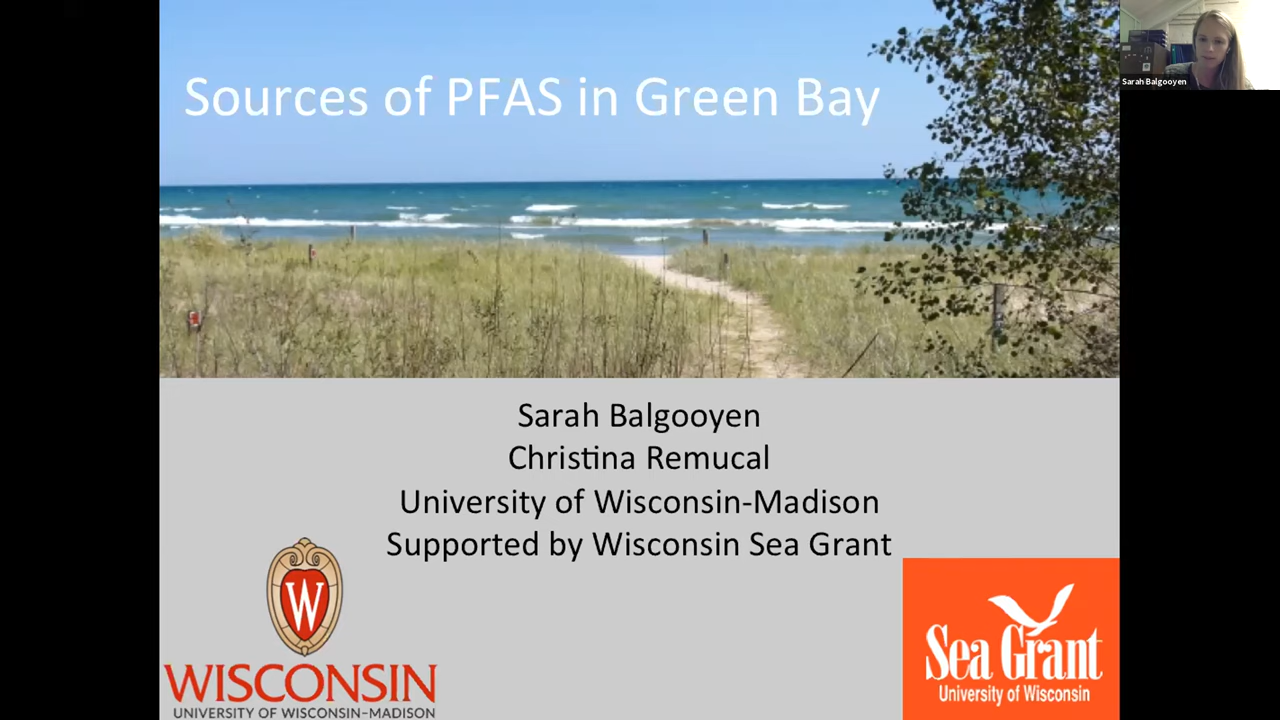 Sources of PFAS in Green Bay
Sarah Balgooyen
Sarah Balgooyen
Christina Remucal
University of Wisconsin-Madison
Supported by Wisconsin Sea Grant
W
WISCONSIN
UNIVERSITY OF WISCONSIN–MADISON
Sea Grant
University of Wisconsin